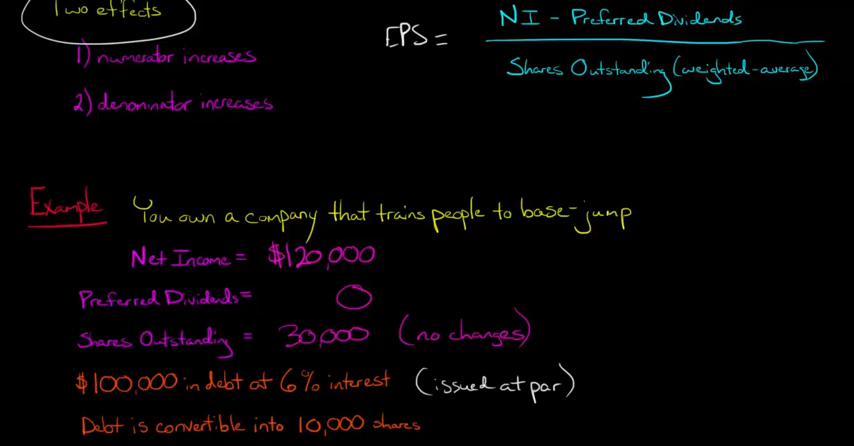 Two effects
EPS =
NI - Preferred Dividends
Shares Outstanding (weighted-average)
1) numerator increases
2) denominator increases
Example
You own a company that trains people to base-jump
Net Income = $120,000
Preferred Dividends = 0
Shares Outstanding = 30,000 (no changes)
$100,000 in debt at 6% interest (issued at par)
Debt is convertible into 10,000 shares